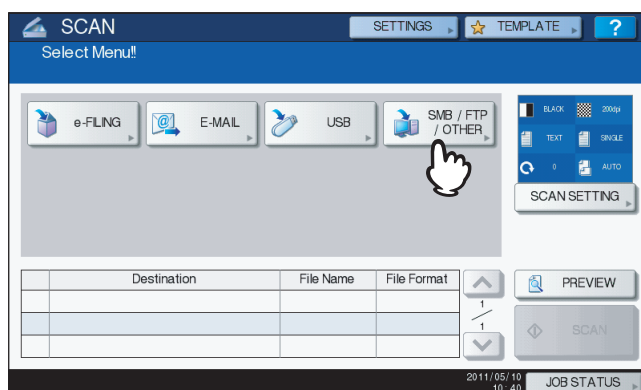 SCAN
SETTINGS
TEMPLATE
?
Select Menu!!
e-FILING
@
E-MAIL
USB
SMB / FTP
/ OTHER
BLACK
200dpi
TEXT
SINGLE
0
AUTO
SCAN SETTING
Destination File Name File Format
1
1
PREVIEW
SCAN
2011/05/10
10 : 40
JOB STATUS